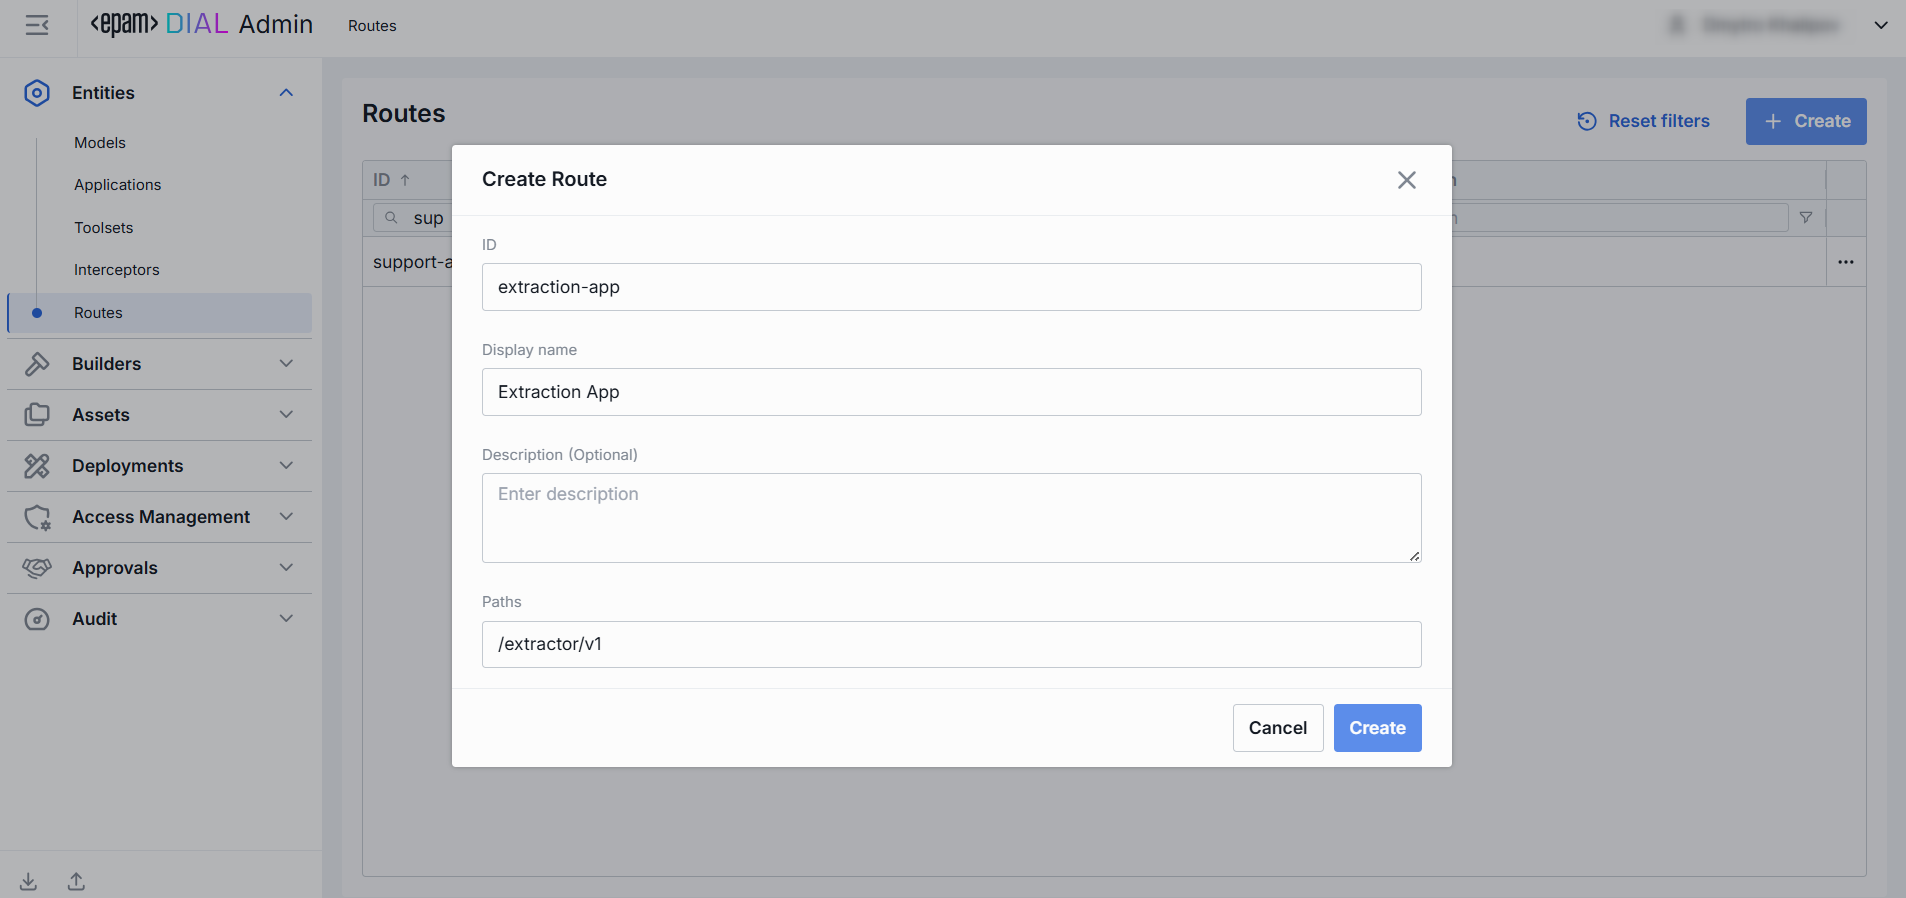 <epam> DIAL Admin
Routes
Entities
Models
Applications
Toolsets
Interceptors
Routes
Builders
Assets
Deployments
Access Management
Approvals
Audit
Routes
Reset filters
Create
ID
sup
support-a
Create Route
ID
extraction-app
Display name
Extraction App
Description (Optional)
Enter description
Paths
/extractor/v1
Cancel
Create